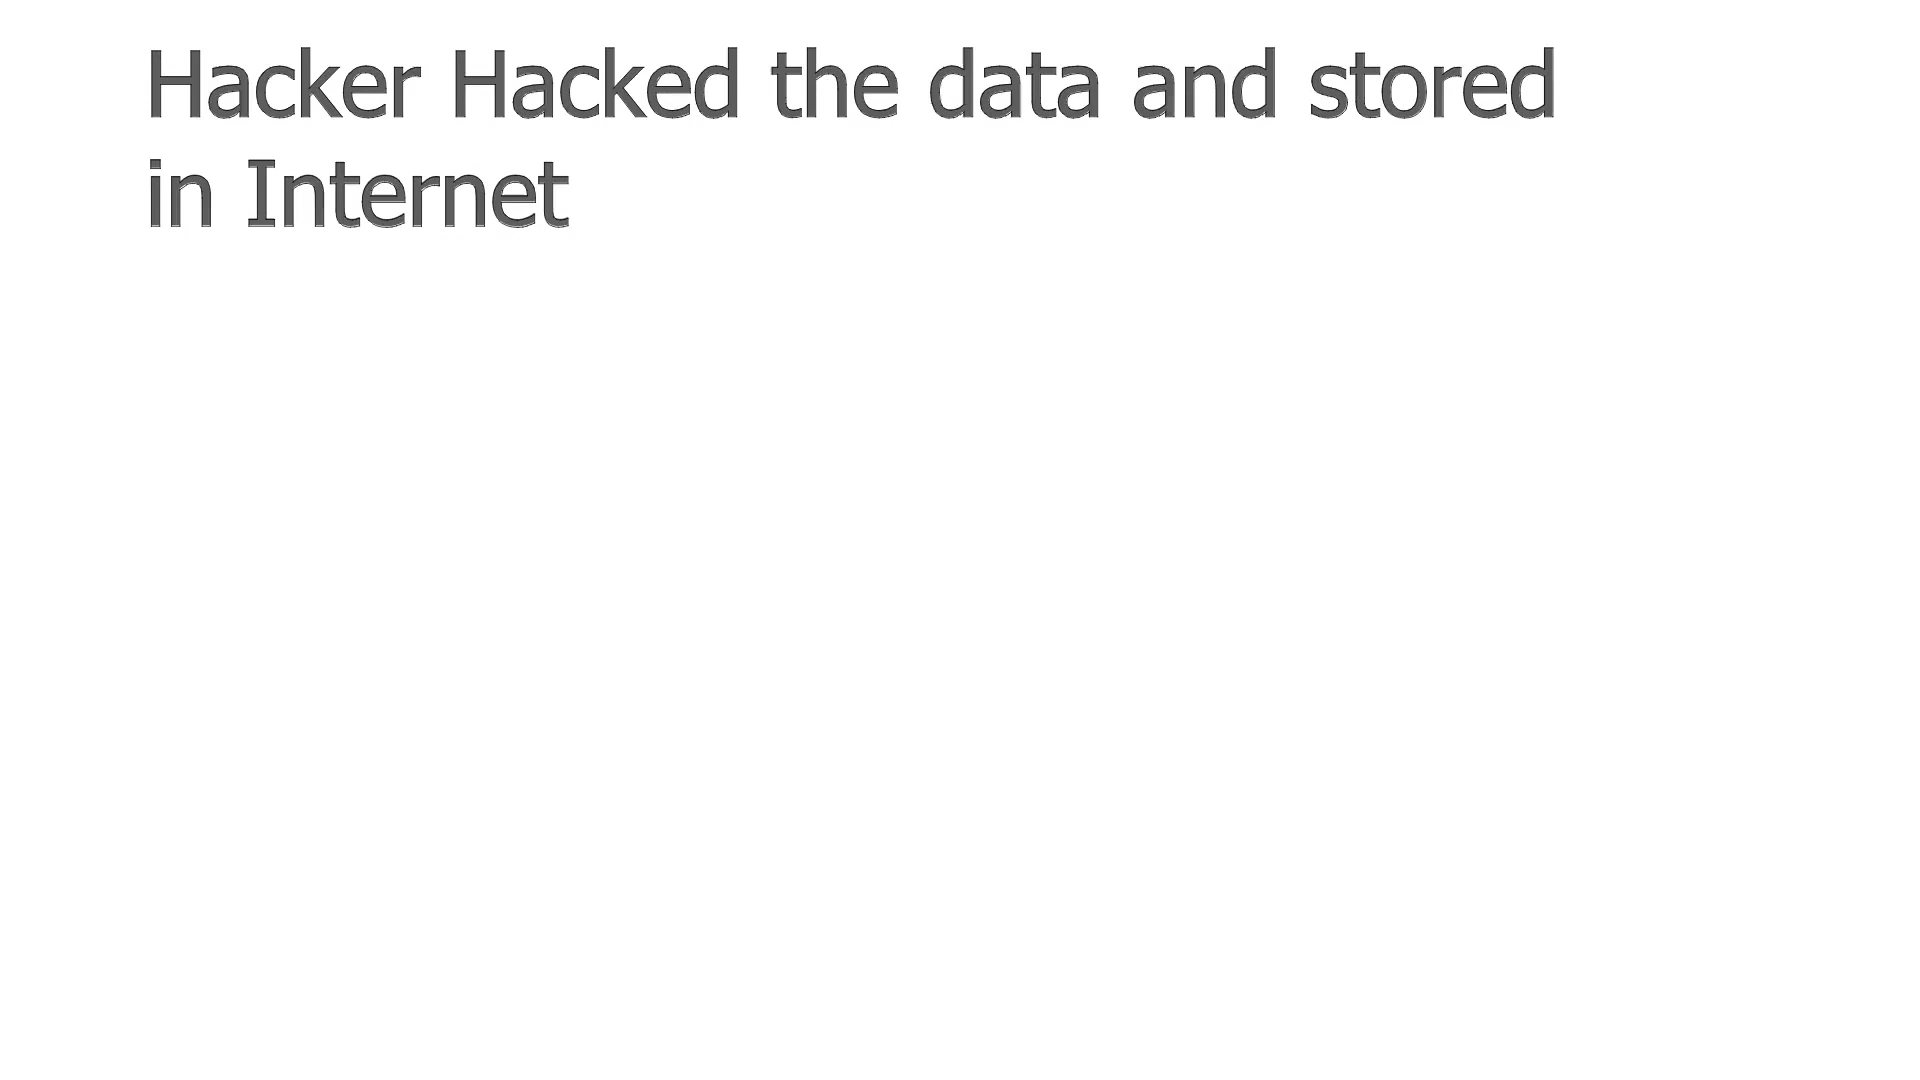 Hacker Hacked the data and stored
in Internet